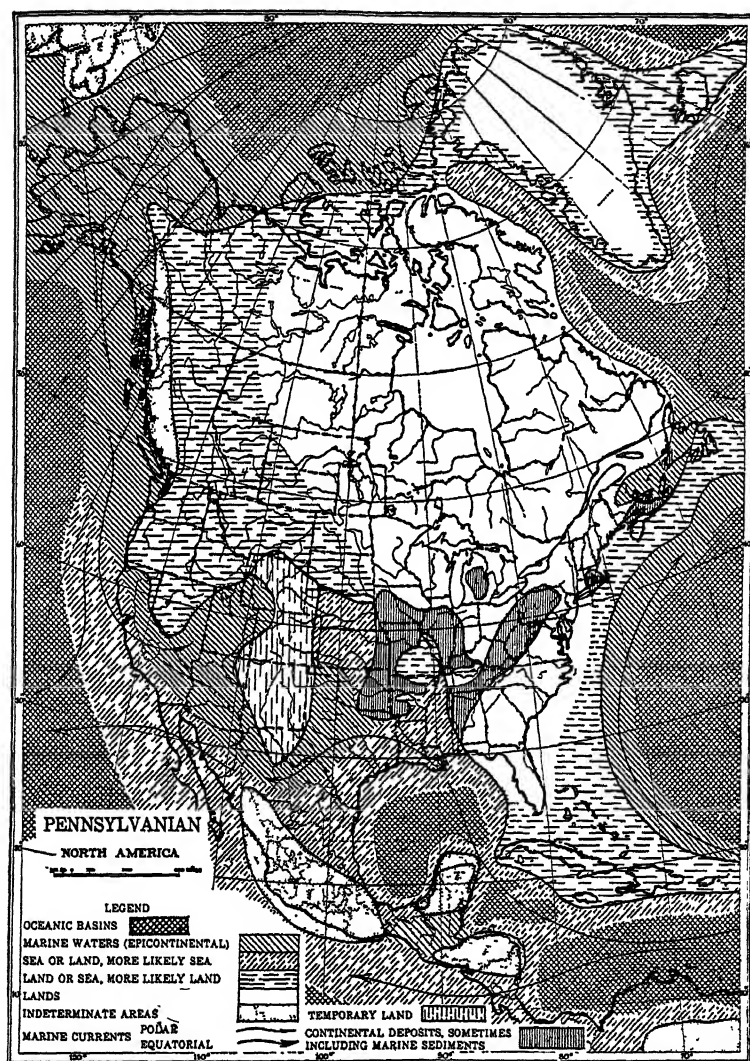 PENNSYLVANIAN
NORTH AMERICA
LEGEND
OCEANIC BASINS
MARINE WATERS (EPICONTINENTAL)
SEA OR LAND, MORE LIKELY SEA
LAND OR SEA, MORE LIKELY LAND
LANDS
INDETERMINATE AREAS
TEMPORARY LAND
MARINE CURRENTS POLAR
EQUATORIAL
CONTINENTAL DEPOSITS, SOMETIMES
INCLUDING MARINE SEDIMENTS